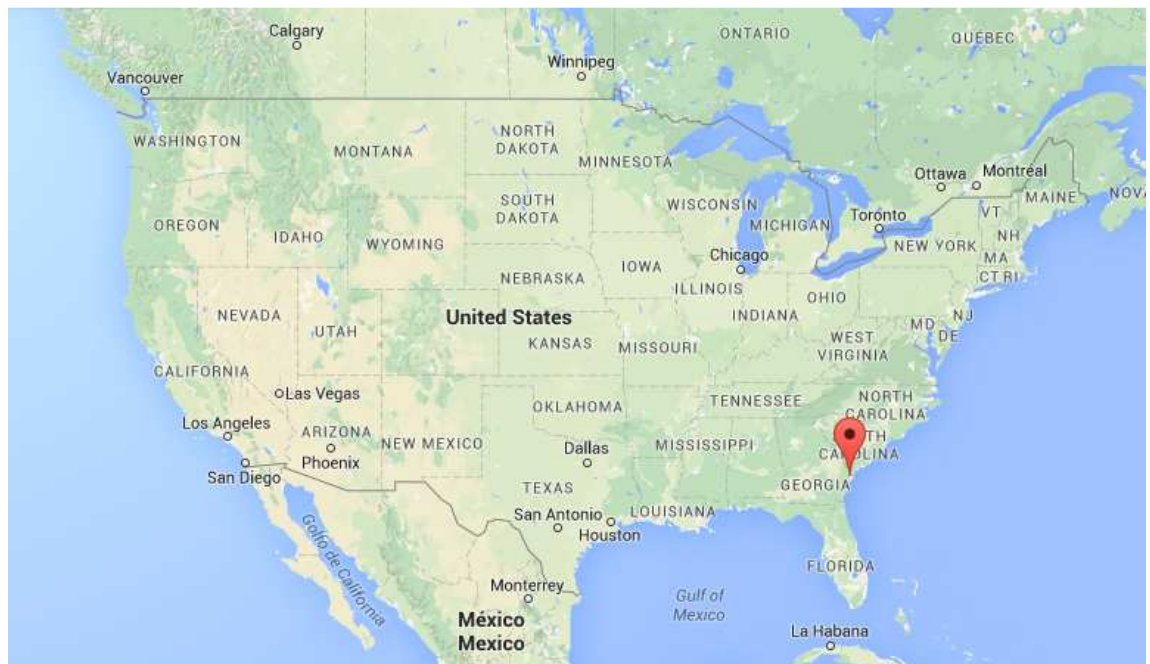 Calgary
ONTARIO
QUÉBEC
Winnipeg
Vancouver
WASHINGTON
MONTANA
NORTH
DAKOTA
MINNESOTA
Ottawa
Montréal
MAINE
NOV
OREGON
IDAHO
SOUTH
DAKOTA
WISCONSIN
MICHIGAN
Toronto
VT
NH
WYOMING
NEW YORK
MA
CT RI
Chicago
IOWA
NEBRASKA
ILLINOIS
OHIO
NEVADA
UTAH
United States
INDIANA
NJ
MD
DE
KANSAS
MISSOURI
WEST
VIRGINIA
CALIFORNIA
Las Vegas
OKLAHOMA
TENNESSEE
NORTH
CAROLINA
Los Angeles
ARIZONA
NEW MEXICO
Dallas
MISSISSIPPI
TH
CAROLINA
San Diego
Phoenix
TEXAS
GEORGIA
San Antonio
LOUISIANA
Houston
Golfo de California
FLORIDA
Monterrey
Gulf of
Mexico
México
Mexico
La Habana